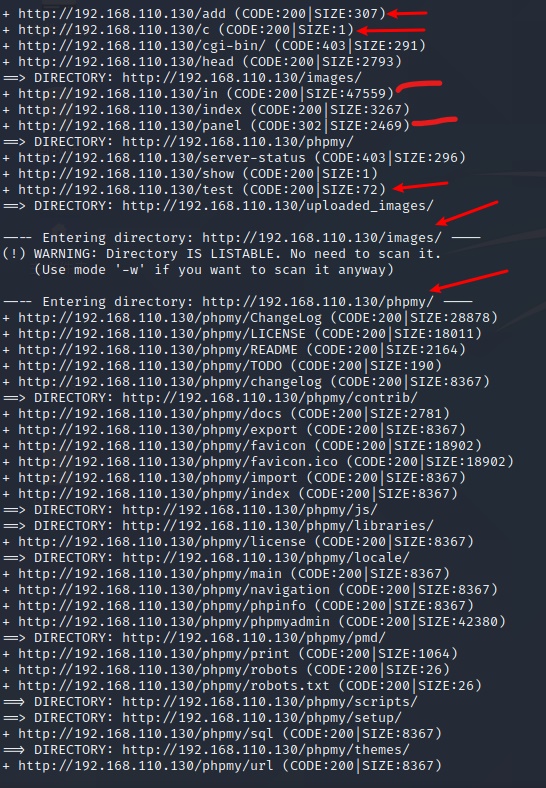 + http://192.168.110.130/add (CODE:200|SIZE:307)
+ http://192.168.110.130/c (CODE:200|SIZE:1)
+ http://192.168.110.130/cgi-bin/ (CODE:403|SIZE:291)
+ http://192.168.110.130/head (CODE:200|SIZE:2793)
==> DIRECTORY: http://192.168.110.130/images/
+ http://192.168.110.130/in (CODE:200|SIZE:47559)
+ http://192.168.110.130/index (CODE:200|SIZE:3267)
+ http://192.168.110.130/panel (CODE:302|SIZE:2469)
==> DIRECTORY: http://192.168.110.130/phpmy/
+ http://192.168.110.130/server-status (CODE:403|SIZE:296)
+ http://192.168.110.130/show (CODE:200|SIZE:1)
+ http://192.168.110.130/test (CODE:200|SIZE:72)
==> DIRECTORY: http://192.168.110.130/uploaded_images/
---- Entering directory: http://192.168.110.130/images/ ----
(!) WARNING: Directory IS LISTABLE. No need to scan it.
(Use mode '-w' if you want to scan it anyway)
---- Entering directory: http://192.168.110.130/phpmy/ ----
+ http://192.168.110.130/phpmy/ChangeLog (CODE:200|SIZE:28878)
+ http://192.168.110.130/phpmy/LICENSE (CODE:200|SIZE:18011)
+ http://192.168.110.130/phpmy/README (CODE:200|SIZE:2164)
+ http://192.168.110.130/phpmy/TODO (CODE:200|SIZE:190)
+ http://192.168.110.130/phpmy/changelog (CODE:200|SIZE:8367)
==> DIRECTORY: http://192.168.110.130/phpmy/contrib/
+ http://192.168.110.130/phpmy/docs (CODE:200|SIZE:2781)
+ http://192.168.110.130/phpmy/export (CODE:200|SIZE:8367)
+ http://192.168.110.130/phpmy/favicon (CODE:200|SIZE:18902)
+ http://192.168.110.130/phpmy/favicon.ico (CODE:200|SIZE:18902)
+ http://192.168.110.130/phpmy/import (CODE:200|SIZE:8367)
+ http://192.168.110.130/phpmy/index (CODE:200|SIZE:8367)
==> DIRECTORY: http://192.168.110.130/phpmy/js/
==> DIRECTORY: http://192.168.110.130/phpmy/libraries/
+ http://192.168.110.130/phpmy/license (CODE:200|SIZE:8367)
==> DIRECTORY: http://192.168.110.130/phpmy/locale/
+ http://192.168.110.130/phpmy/main (CODE:200|SIZE:8367)
+ http://192.168.110.130/phpmy/navigation (CODE:200|SIZE:8367)
+ http://192.168.110.130/phpmy/phpinfo (CODE:200|SIZE:8367)
+ http://192.168.110.130/phpmy/phpmyadmin (CODE:200|SIZE:42380)
==> DIRECTORY: http://192.168.110.130/phpmy/pmd/
+ http://192.168.110.130/phpmy/print (CODE:200|SIZE:1064)
+ http://192.168.110.130/phpmy/robots (CODE:200|SIZE:26)
+ http://192.168.110.130/phpmy/robots.txt (CODE:200|SIZE:26)
==> DIRECTORY: http://192.168.110.130/phpmy/scripts/
==> DIRECTORY: http://192.168.110.130/phpmy/setup/
+ http://192.168.110.130/phpmy/sql (CODE:200|SIZE:8367)
==> DIRECTORY: http://192.168.110.130/phpmy/themes/
+ http://192.168.110.130/phpmy/url (CODE:200|SIZE:8367)